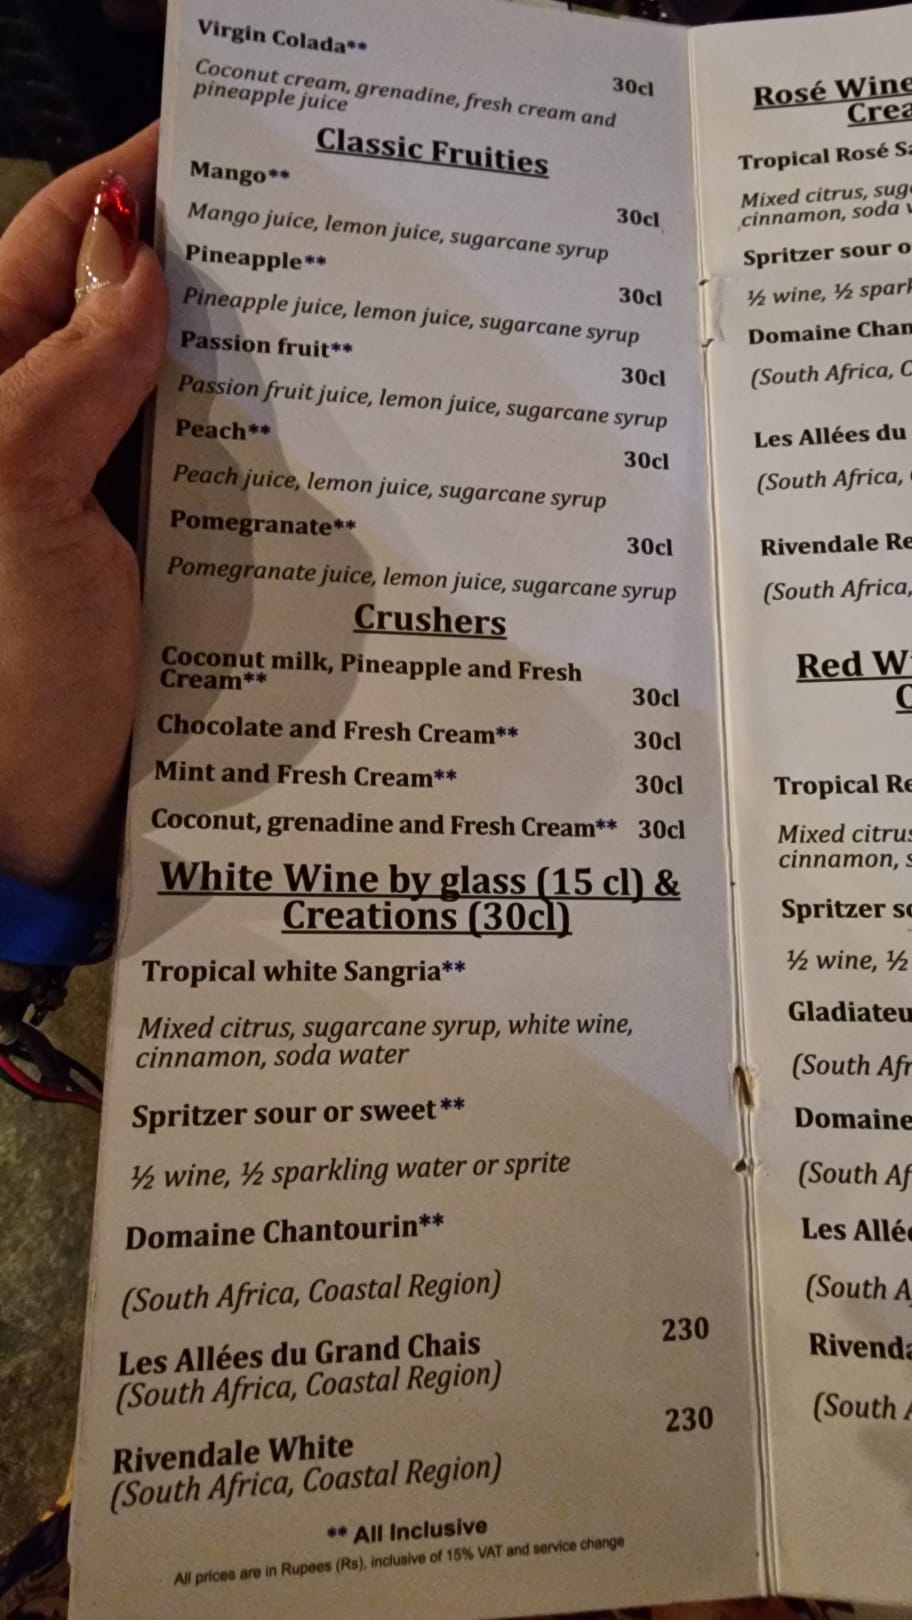 Virgin Colada**
30cl
Coconut cream, grenadine, fresh cream and
pineapple juice
Classic Fruities
Mango**
30cl
Mango juice, lemon juice, sugarcane syrup
Pineapple**
30cl
Pineapple juice, lemon juice, sugarcane syrup
Passion fruit**
30cl
Passion fruit juice, lemon juice, sugarcane syrup
Peach**
30cl
Peach juice, lemon juice, sugarcane syrup
Pomegranate**
30cl
Pomegranate juice, lemon juice, sugarcane syrup
Crushers
Coconut milk, Pineapple and Fresh
Cream**
30cl
Chocolate and Fresh Cream** 30cl
Mint and Fresh Cream** 30cl
Coconut, grenadine and Fresh Cream** 30cl
White Wine by glass (15 cl) &
Creations (30cl)
Tropical white Sangria**
Mixed citrus, sugarcane syrup, white wine,
cinnamon, soda water
Spritzer sour or sweet**
½ wine, ½ sparkling water or sprite
Domaine Chantourin**
(South Africa, Coastal Region)
Les Allées du Grand Chais 230
(South Africa, Coastal Region)
Rivendale White 230
(South Africa, Coastal Region)
** All Inclusive
All prices are in Rupees (Rs), inclusive of 15% VAT and service change
Rosé Wine
Tropical Rosé
Mixed citrus,
cinnamon, soda
Spritzer sour
½ wine, ½
Domaine
(South Africa,
Les Allées du
(South Africa,
Rivendale
(South Africa,
Red
Tropical
Mixed
cinnamon,
Spritzer
½ wine, ½
(South
Domaine
(South
Les
(South
(South